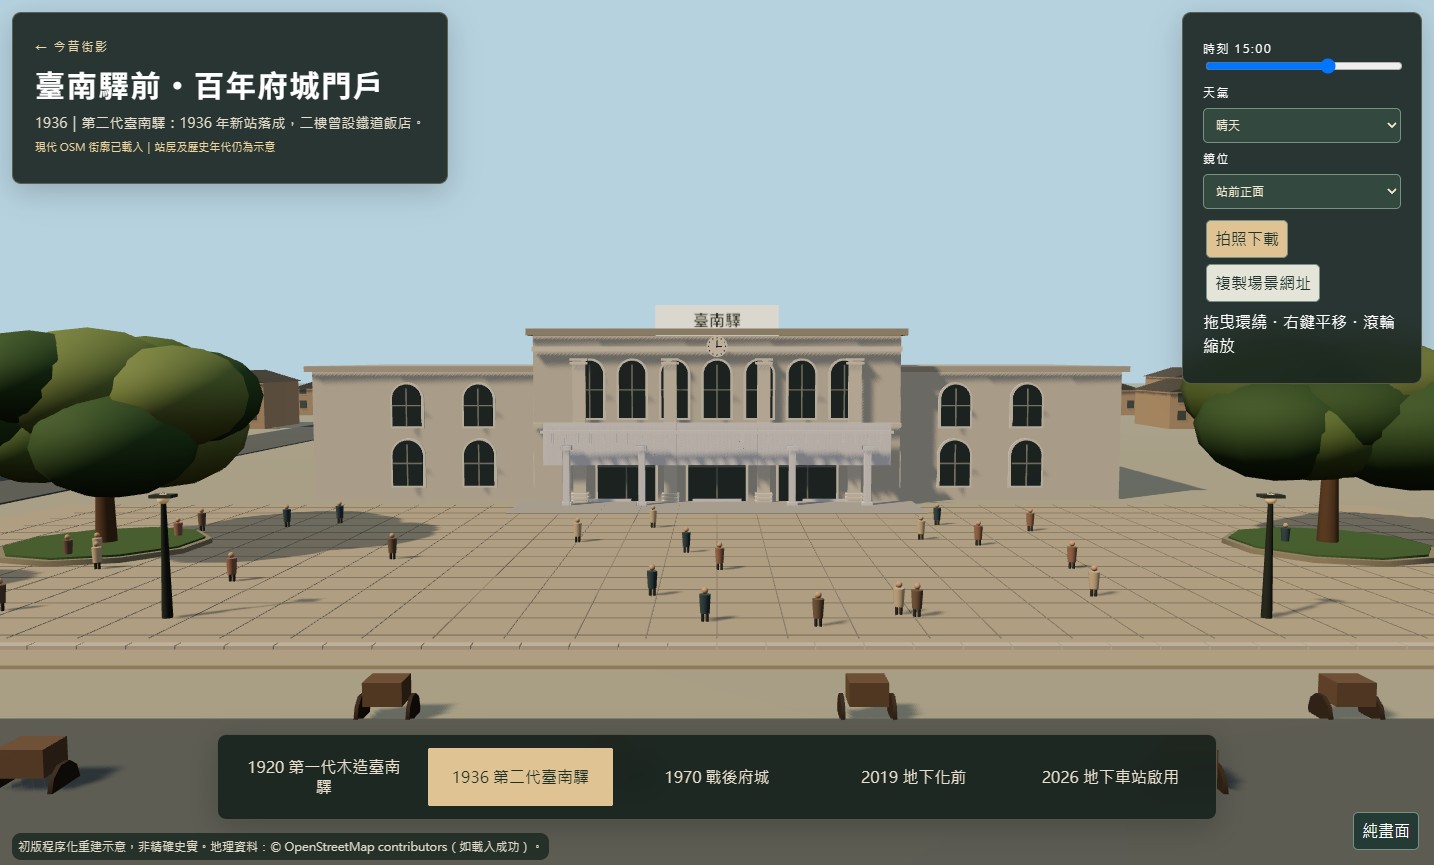 ← 今昔街影
臺南驛前・百年府城門戶
1936｜第二代臺南驛：1936 年新站落成，二樓曾設鐵道飯店。
現代 OSM 街廓已載入｜站房及歷史年代仍為示意
時刻 15:00
天氣
晴天
鏡位
站前正面
拍照下載
複製場景網址
拖曳環繞・右鍵平移・滾輪
縮放
臺南驛
1920 第一代木造臺南
驛
1936 第二代臺南驛
1970 戰後府城
2019 地下化前
2026 地下車站啟用
初版程序化重建示意，非精確史實。地理資料：© OpenStreetMap contributors（如載入成功）。
純畫面